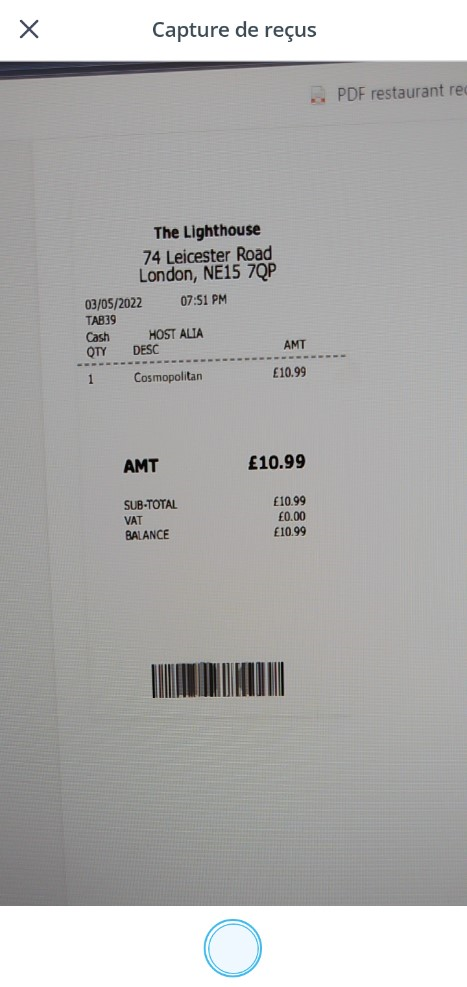 Capture de reçus
PDF restaurant
The Lighthouse
74 Leicester Road
London, NE15 7QP
03/05/2022 07:51 PM
TAB39
Cash HOST ALIA
QTY DESC AMT
1 Cosmopolitan £10.99
AMT £10.99
SUB-TOTAL £10.99
VAT £0.00
BALANCE £10.99